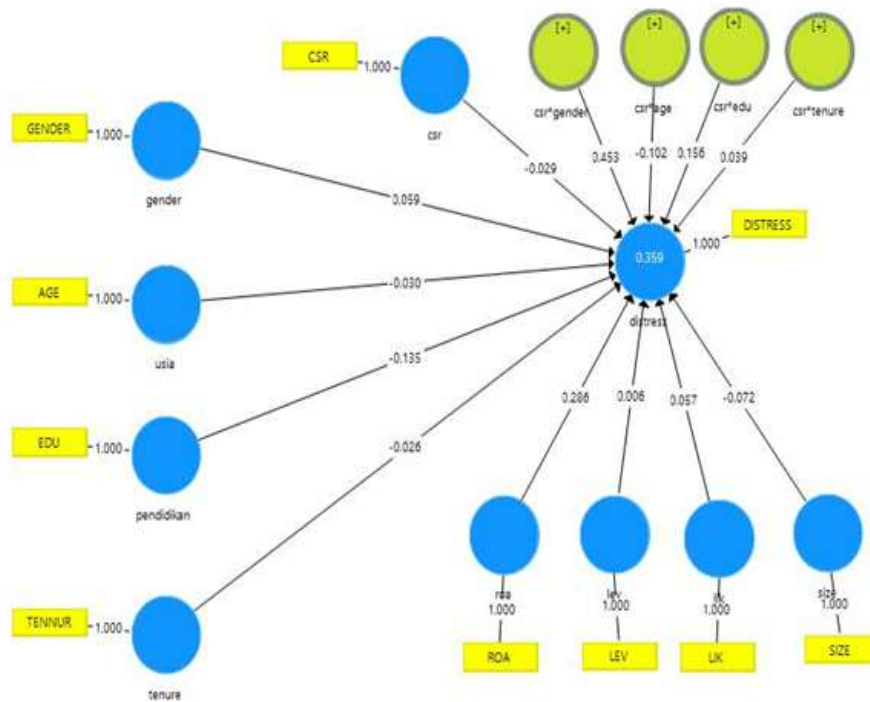 [+]
[+]
[+]
[+]
CSR
1.000
csr
csr*gender
csr*age
csr*edu
csr*tenure
GENDER
1.000
gender
-0.029
0.453
-0.102
0.156
0.039
0.059
DISTRESS
1.000
0.359
distress
AGE
1.000
usia
-0.030
-0.135
-0.026
EDU
1.000
pendidikan
0.286
0.006
0.057
-0.072
TENNUR
1.000
tenure
roa
lev
size
1.000
1.000
1.000
1.000
ROA
LEV
LIK
SIZE